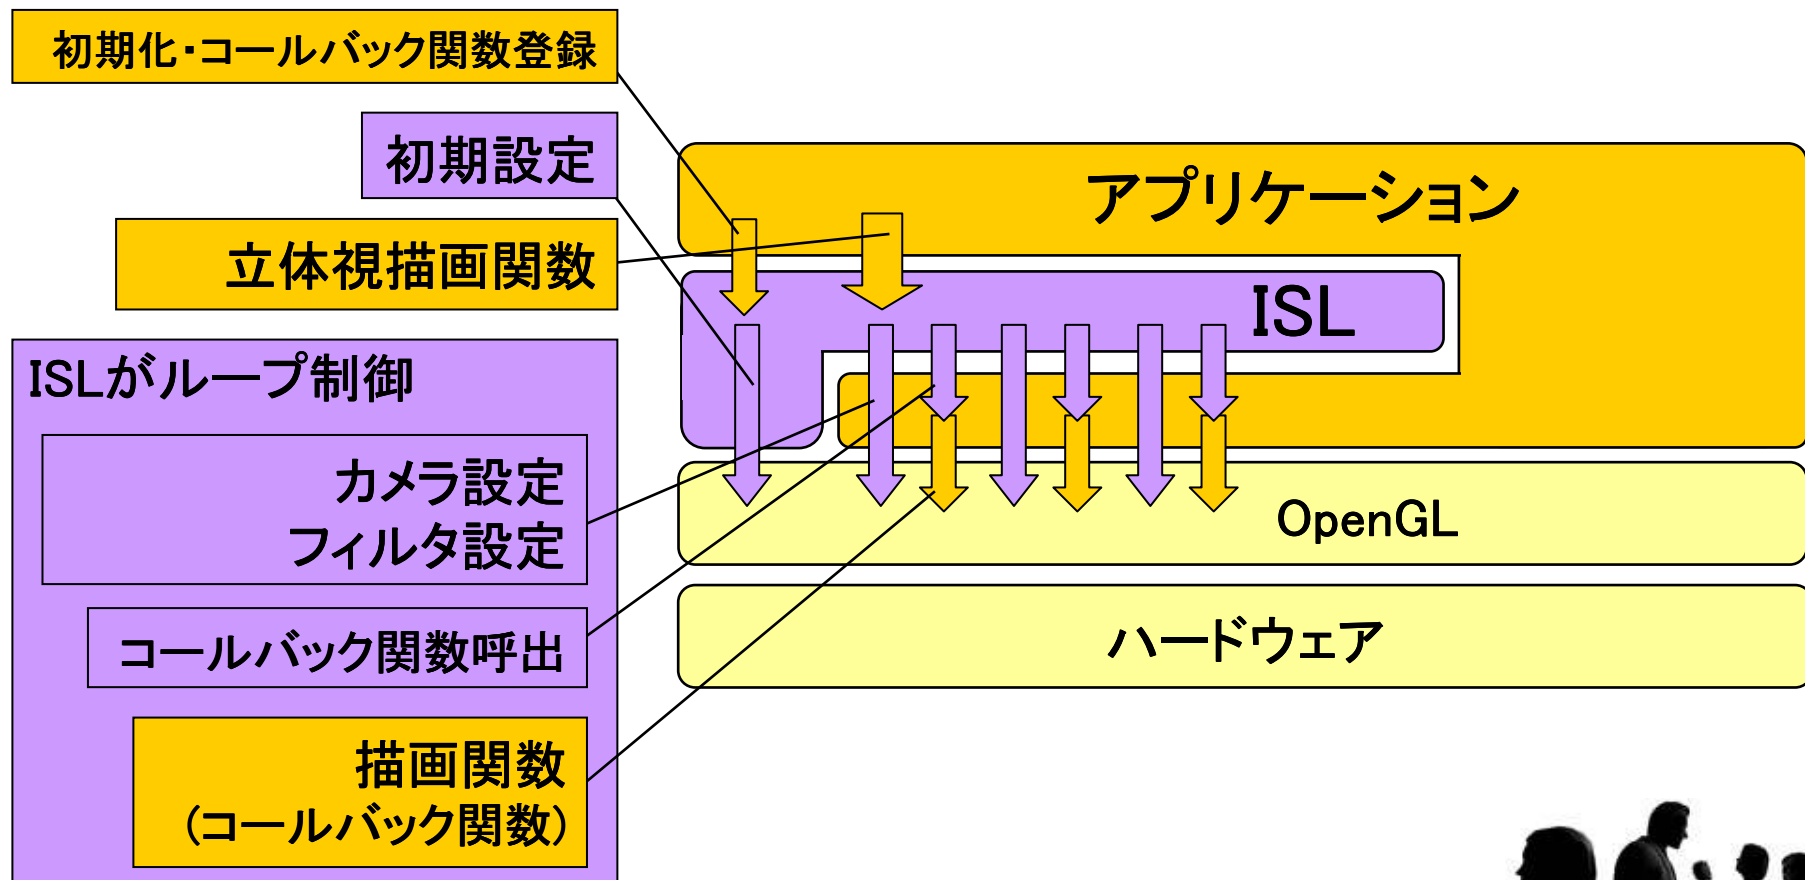 初期化・コールバック関数登録
初期設定
立体視描画関数
ISLがループ制御
カメラ設定
フィルタ設定
コールバック関数呼出
描画関数
(コールバック関数)
アプリケーション
ISL
OpenGL
ハードウェア